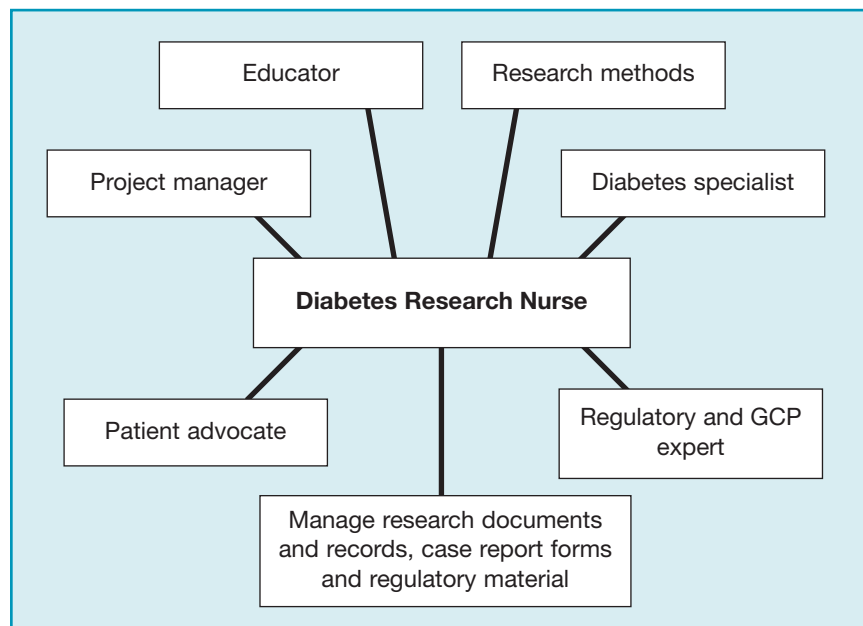 Educator
Research methods
Project manager
Diabetes specialist
Diabetes Research Nurse
Patient advocate
Regulatory and GCP
expert
Manage research documents
and records, case report forms
and regulatory material